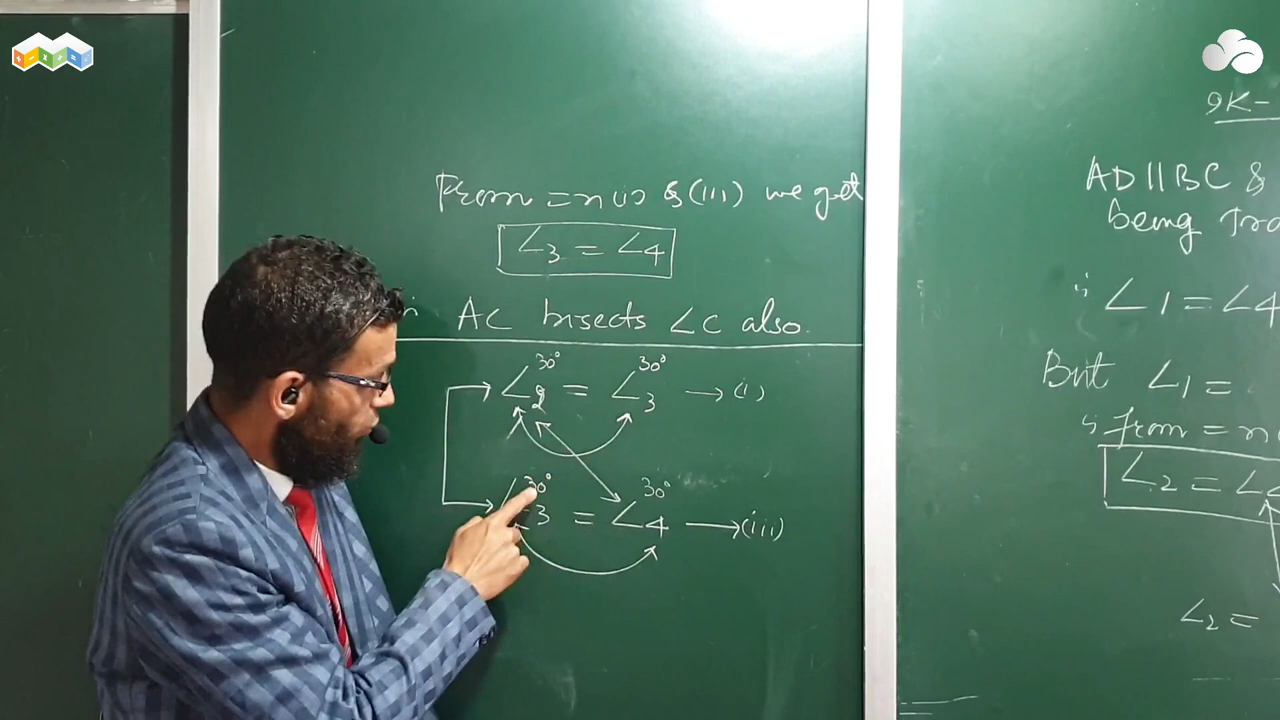 From = n (i) & (iii) we get
∠3 = ∠4
AC bisects ∠C also.
30° 30°
∠2 = ∠3 → (i)
30° 30°
∠3 = ∠4 → (iii)
9K-
AD || BC &
being Tra
∴ ∠1 = ∠4
But ∠1 =
∴ from = n
∠2 = ∠
∠2 =